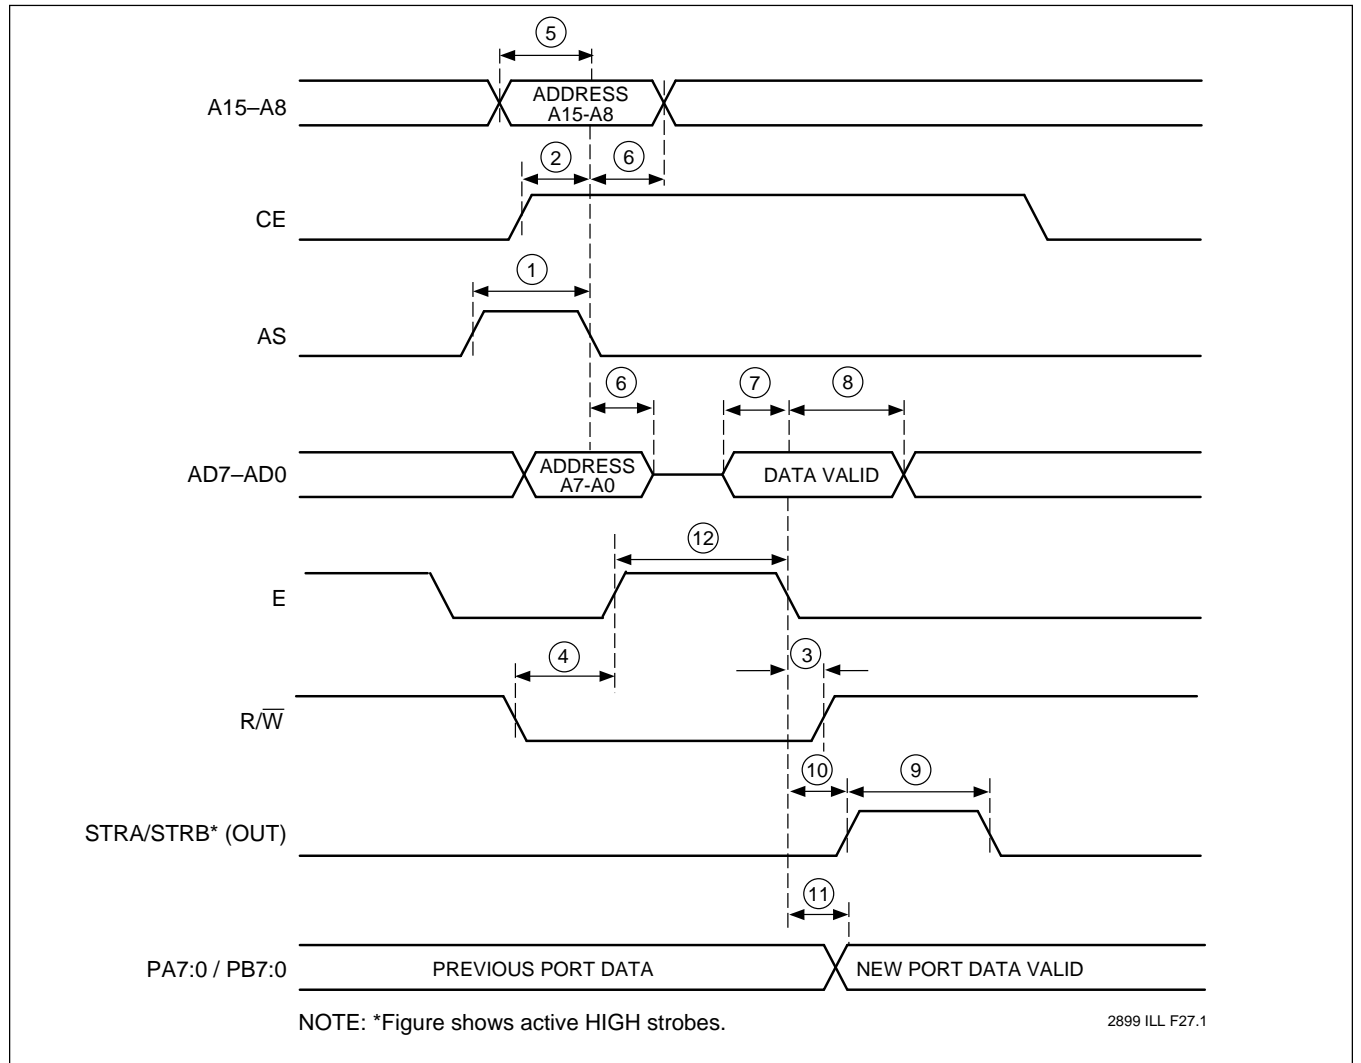 5
A15–A8
ADDRESS
A15-A8
2
6
CE
1
AS
6
7
8
AD7–AD0
ADDRESS
A7-A0
DATA VALID
12
E
4
3
R/W̅
10
9
STRA/STRB* (OUT)
11
PA7:0 / PB7:0
PREVIOUS PORT DATA
NEW PORT DATA VALID
NOTE: *Figure shows active HIGH strobes.
2899 ILL F27.1